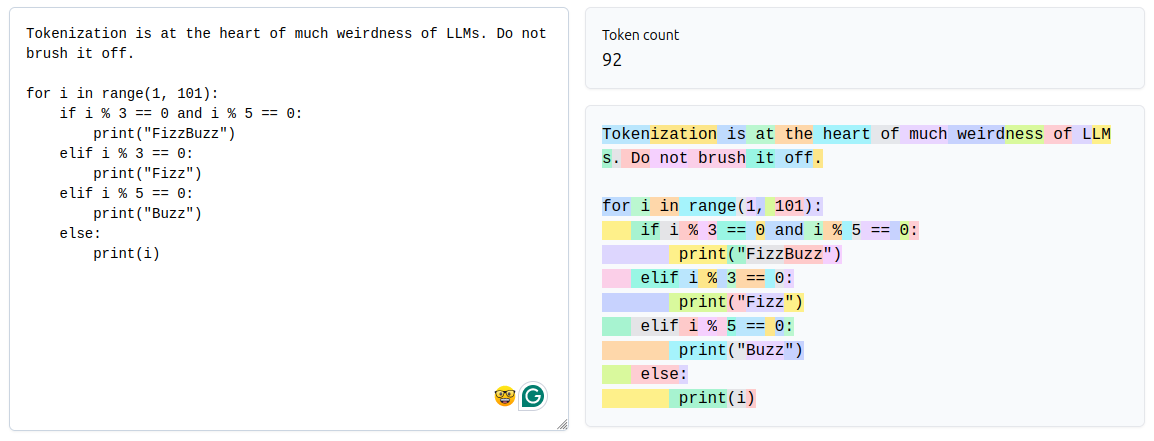 Tokenization is at the heart of much weirdness of LLMs. Do not
brush it off.

for i in range(1, 101):
    if i % 3 == 0 and i % 5 == 0:
        print("FizzBuzz")
    elif i % 3 == 0:
        print("Fizz")
    elif i % 5 == 0:
        print("Buzz")
    else:
        print(i)

Token count
92

Tokenization is at the heart of much weirdness of LLM
s. Do not brush it off.

for i in range(1, 101):
    if i % 3 == 0 and i % 5 == 0:
        print("FizzBuzz")
    elif i % 3 == 0:
        print("Fizz")
    elif i % 5 == 0:
        print("Buzz")
    else:
        print(i)